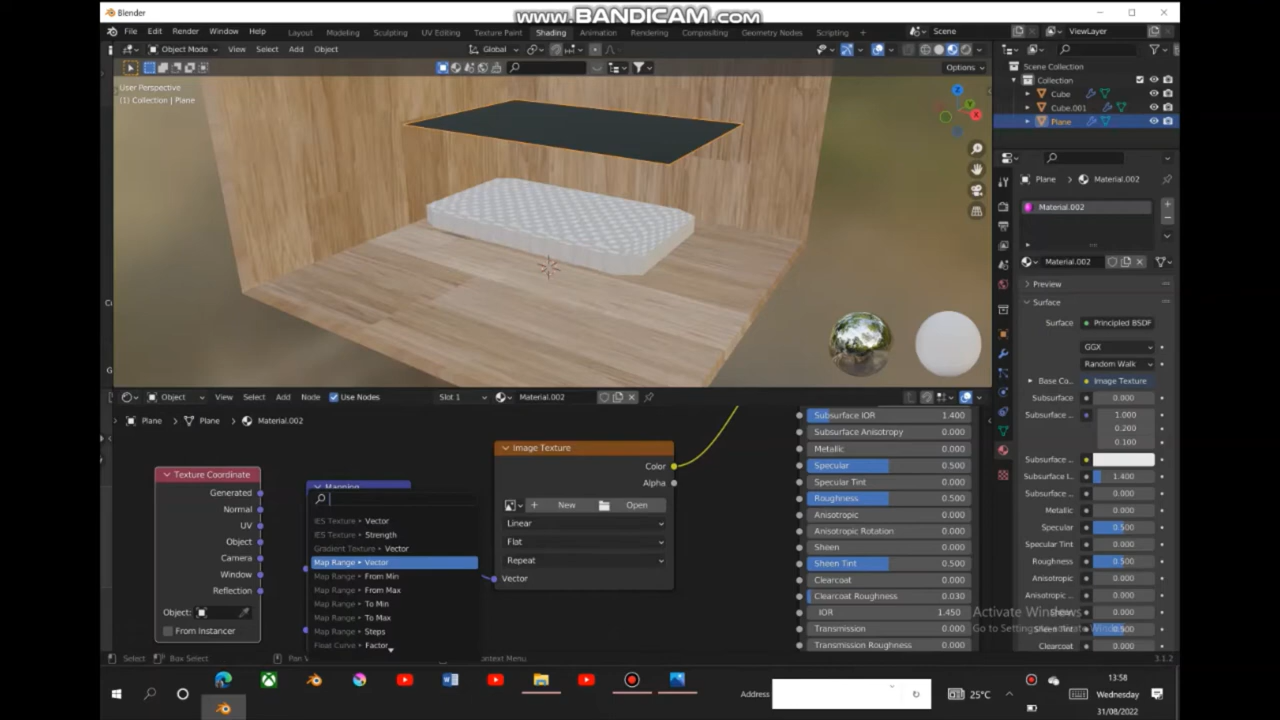 www.BANDICAM.com
Blender
File Edit Render Window Help
Layout Modeling Sculpting UV Editing Texture Paint Shading Animation Rendering Compositing Geometry Nodes Scripting +
Scene
ViewLayer
Object Mode View Select Add Object
Global
Options
User Perspective
(1) Collection | Plane
Z
Y
X
Scene Collection
Collection
Cube
Cube.001
Plane
Plane > Material.002
Material.002
Material.002
Preview
Surface
Surface Principled BSDF
GGX
Random Walk
Base Co... Image Texture
Subsurface 0.000
Subsurface ... 1.000
0.200
0.100
Subsurface ...
Subsurface I... 1.400
Subsurface ... 0.000
Metallic 0.000
Specular 0.500
Specular Tint 0.000
Roughness 0.500
Anisotropic 0.000
Anisotropic ... 0.000
Sheen 0.000
Sheen Tint 0.500
Clearcoat 0.000
Object View Select Add Node Use Nodes Slot 1 Material.002
Plane > Plane > Material.002
Texture Coordinate
Generated
Normal
UV
Object
Camera
Window
Reflection
Object:
From Instancer
Mapping
IES Texture ▸ Vector
IES Texture ▸ Strength
Gradient Texture ▸ Vector
Map Range ▸ Vector
Map Range ▸ From Min
Map Range ▸ From Max
Map Range ▸ To Min
Map Range ▸ To Max
Map Range ▸ Steps
Float Curve ▸ Factor
Image Texture
Color
Alpha
New Open
Linear
Flat
Repeat
Vector
Subsurface IOR 1.400
Subsurface Anisotropy 0.000
Metallic 0.000
Specular 0.500
Specular Tint 0.000
Roughness 0.500
Anisotropic 0.000
Anisotropic Rotation 0.000
Sheen 0.000
Sheen Tint 0.500
Clearcoat 0.000
Clearcoat Roughness 0.030
IOR 1.450
Transmission 0.000
Transmission Roughness 0.000
Activate Windows
Go to Settings to activate Windows.
Select Box Select Pan V context Menu
3.1.2
Address
25°C
13:58
Wednesday
31/08/2022